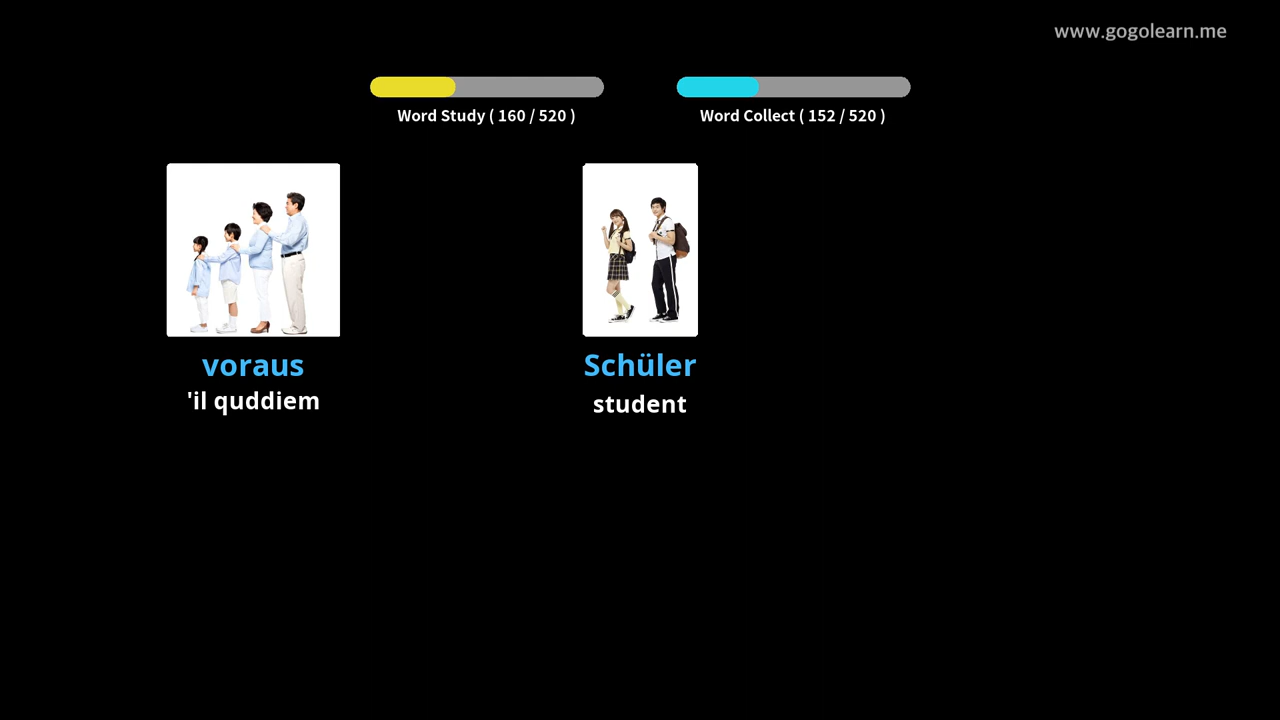 www.gogolearn.me
Word Study ( 160 / 520 )
Word Collect ( 152 / 520 )
voraus
'il quddiem
Schüler
student